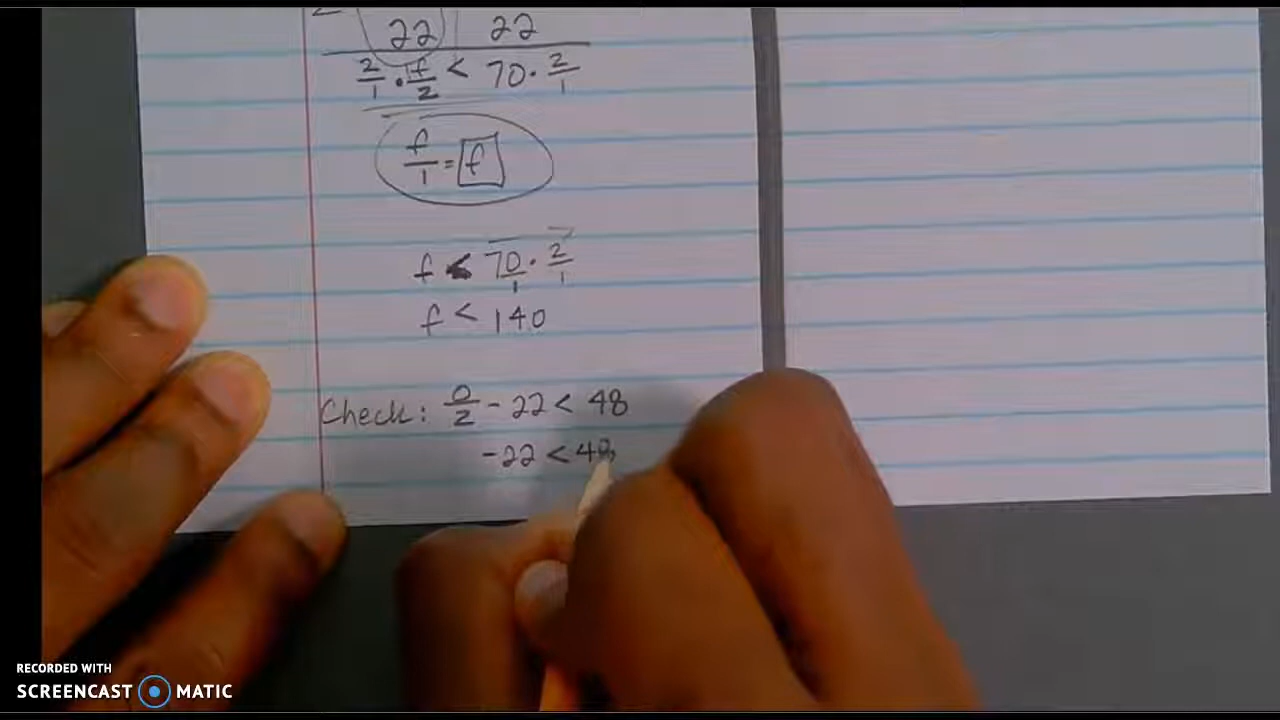 22 22
2/1 · f/2 < 70 · 2/1
f/1 = f
f < 70/1 · 2/1
f < 140
Check: 0/2 - 22 < 48
-22 < 48
RECORDED WITH
SCREENCAST MATIC